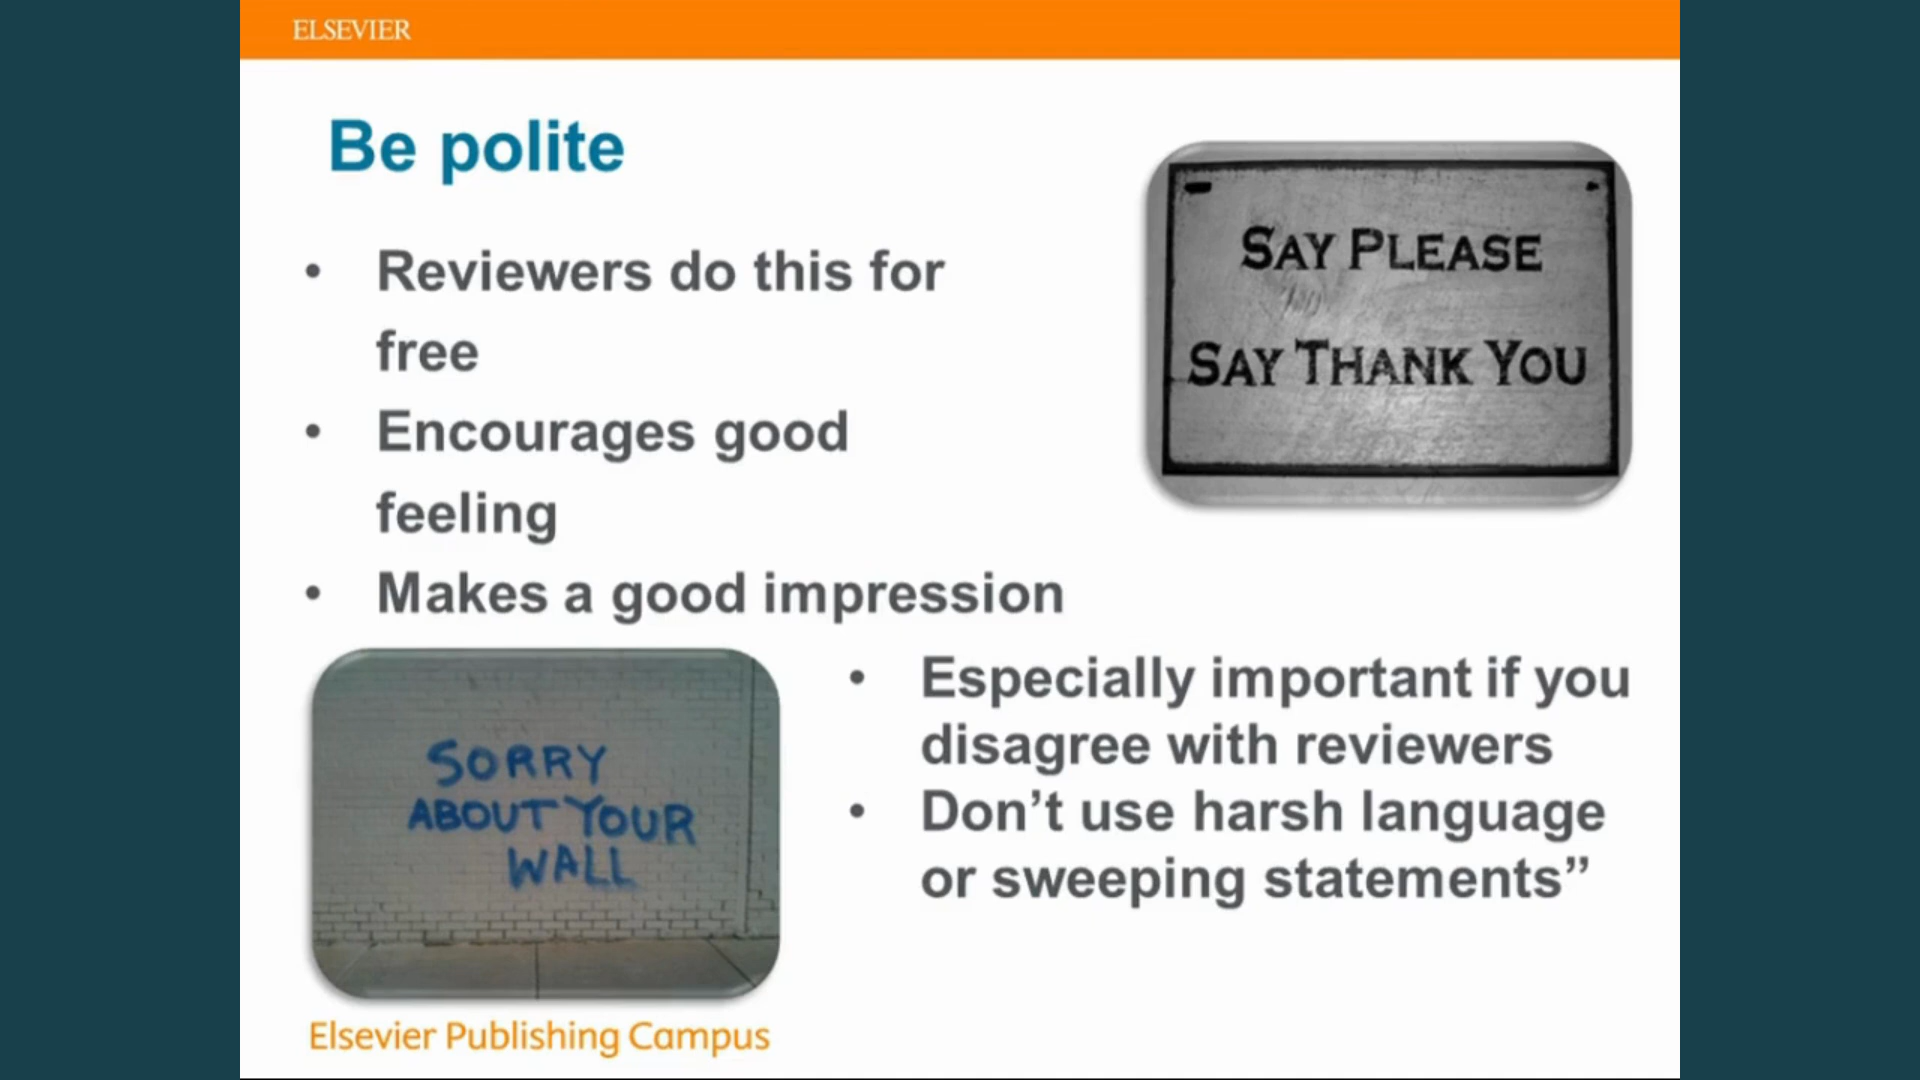 ELSEVIER
Be polite
• Reviewers do this for
free
• Encourages good
feeling
• Makes a good impression
SAY PLEASE
SAY THANK YOU
SORRY
ABOUT YOUR
WALL
• Especially important if you
disagree with reviewers
• Don’t use harsh language
or sweeping statements”
Elsevier Publishing Campus